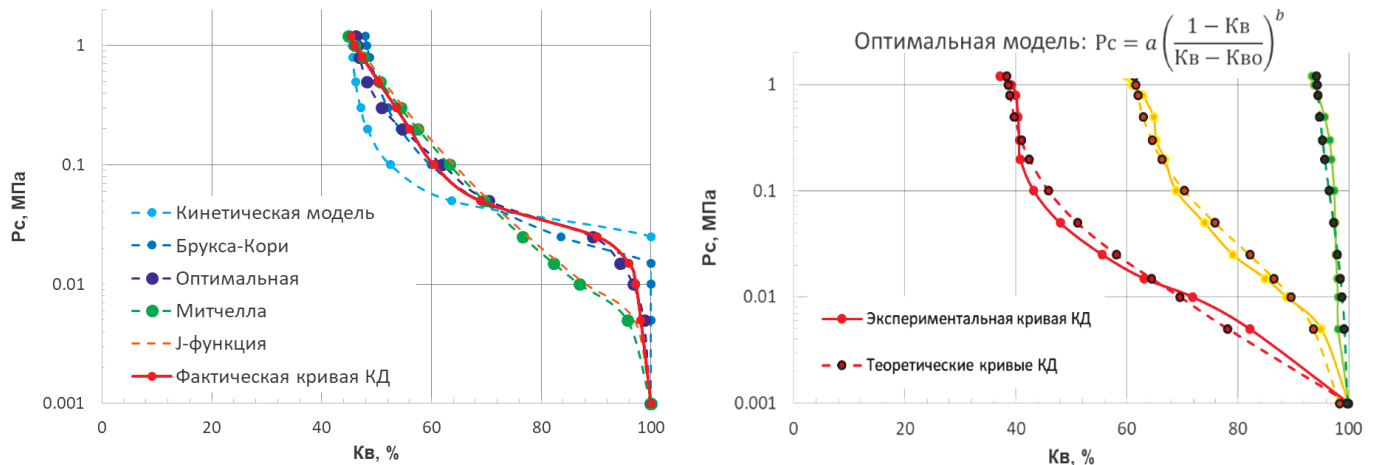 1
0.1
0.01
0.001
0
20
40
60
80
100
Рс, МПа
Кв, %
Кинетическая модель
Брукса-Кори
Оптимальная
Митчелла
J-функция
Фактическая кривая КД
Оптимальная модель: Pc = a((1 − Кв)/(Кв − Кво))^b
1
0.1
0.01
0.001
0
20
40
60
80
100
Рс, МПа
Кв, %
Экспериментальная кривая КД
Теоретические кривые КД